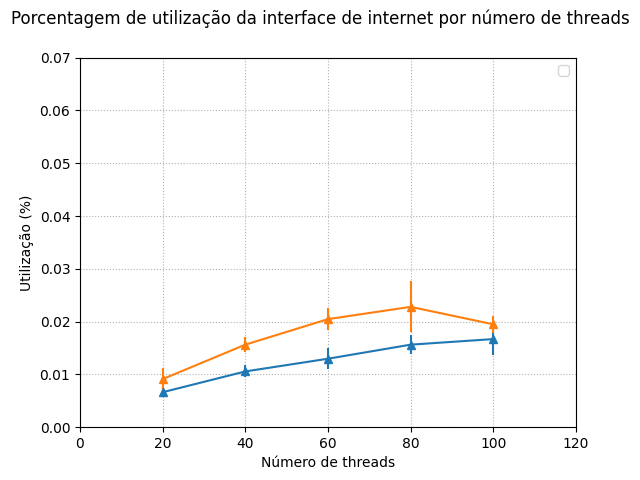 Porcentagem de utilização da interface de internet por número de threads
0.07
0.06
0.05
0.04
0.03
0.02
0.01
0.00
Utilização (%)
0 20 40 60 80 100 120
Número de threads